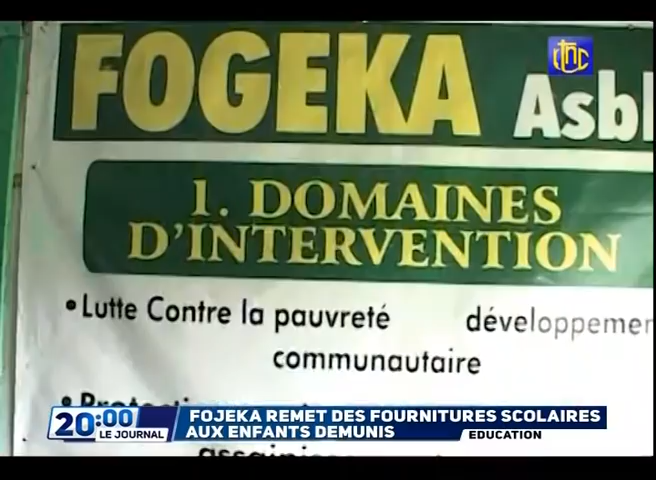 FOGEKA Asbl
1. DOMAINES
D'INTERVENTION
• Lutte Contre la pauvreté développemen
communautaire
20:00
LE JOURNAL
FOJEKA REMET DES FOURNITURES SCOLAIRES
AUX ENFANTS DEMUNIS
EDUCATION